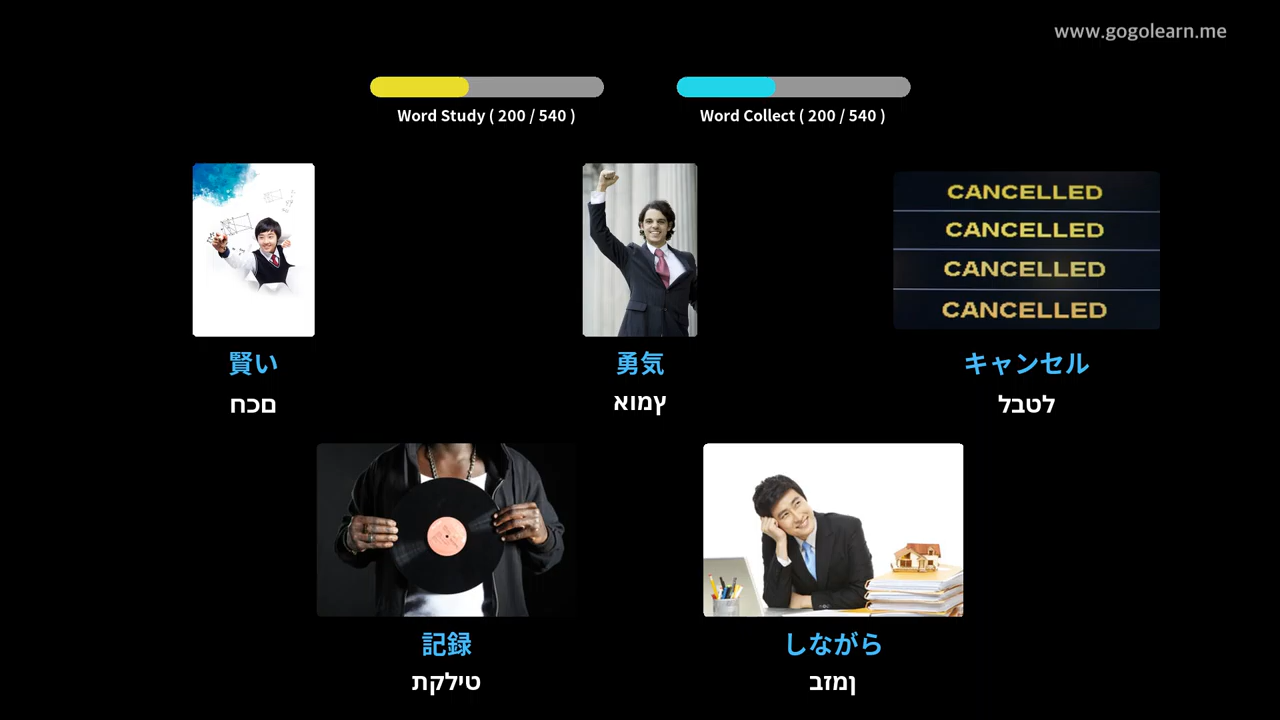 www.gogolearn.me
Word Study ( 200 / 540 )
Word Collect ( 200 / 540 )
賢い
םכח
勇気
ץמוא
CANCELLED
CANCELLED
CANCELLED
CANCELLED
キャンセル
לטבל
記録
טילקת
しながら
ןמזב